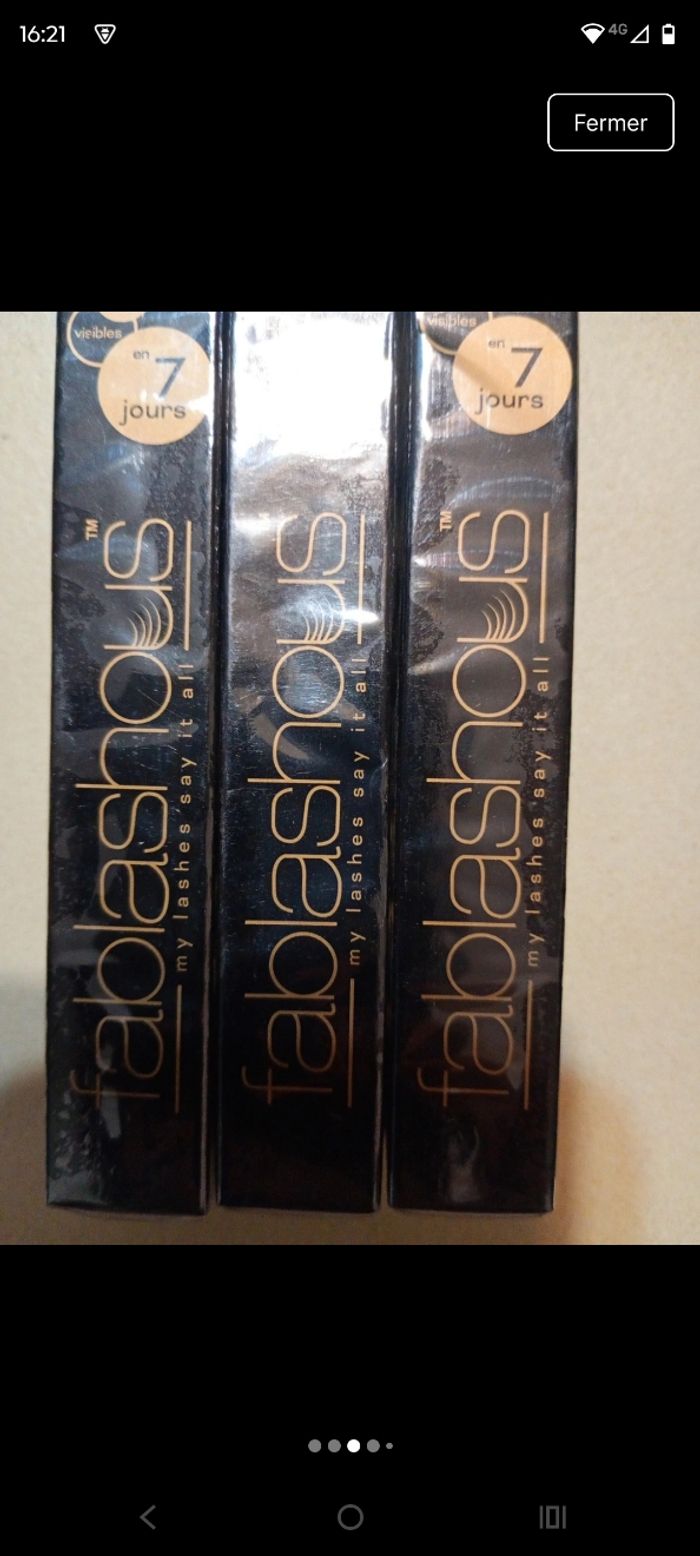 16:21
4G
Fermer
visibles
en
7
jours
fablashous
TM
my lashes say it all
fablashous
my lashes say it all
visibles
en
7
jours
fablashous
TM
my lashes say it all